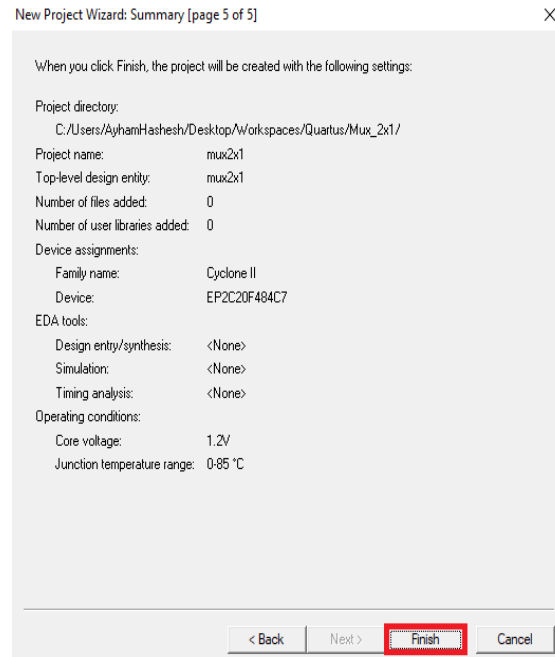 New Project Wizard: Summary [page 5 of 5]
When you click Finish, the project will be created with the following settings:
Project directory:
C:/Users/AyhamHashesh/Desktop/Workspaces/Quartus/Mux_2x1/
Project name: mux2x1
Top-level design entity: mux2x1
Number of files added: 0
Number of user libraries added: 0
Device assignments:
Family name: Cyclone II
Device: EP2C20F484C7
EDA tools:
Design entry/synthesis: <None>
Simulation: <None>
Timing analysis: <None>
Operating conditions:
Core voltage: 1.2V
Junction temperature range: 0-85 °C
< Back Next > Finish Cancel